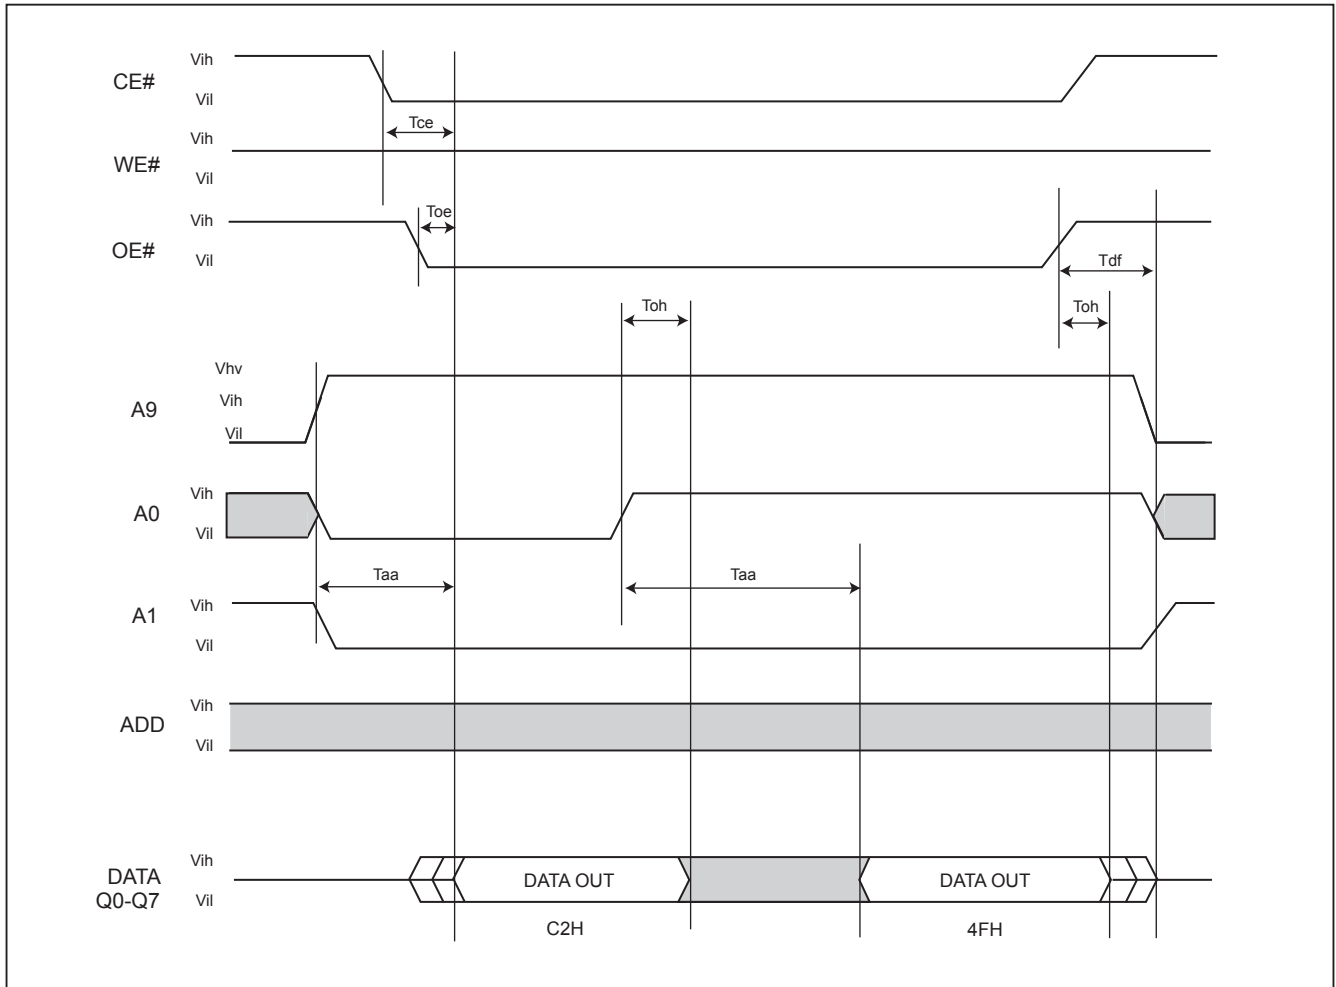 Vih
CE#
Vil
Tce
Vih
WE#
Vil
Toe
Vih
OE#
Vil
Tdf
Toh
Toh
Vhv
Vih
A9
Vil
Vih
A0
Vil
Taa
Taa
Vih
A1
Vil
Vih
ADD
Vil
Vih
DATA
Q0-Q7
Vil
DATA OUT
DATA OUT
C2H
4FH